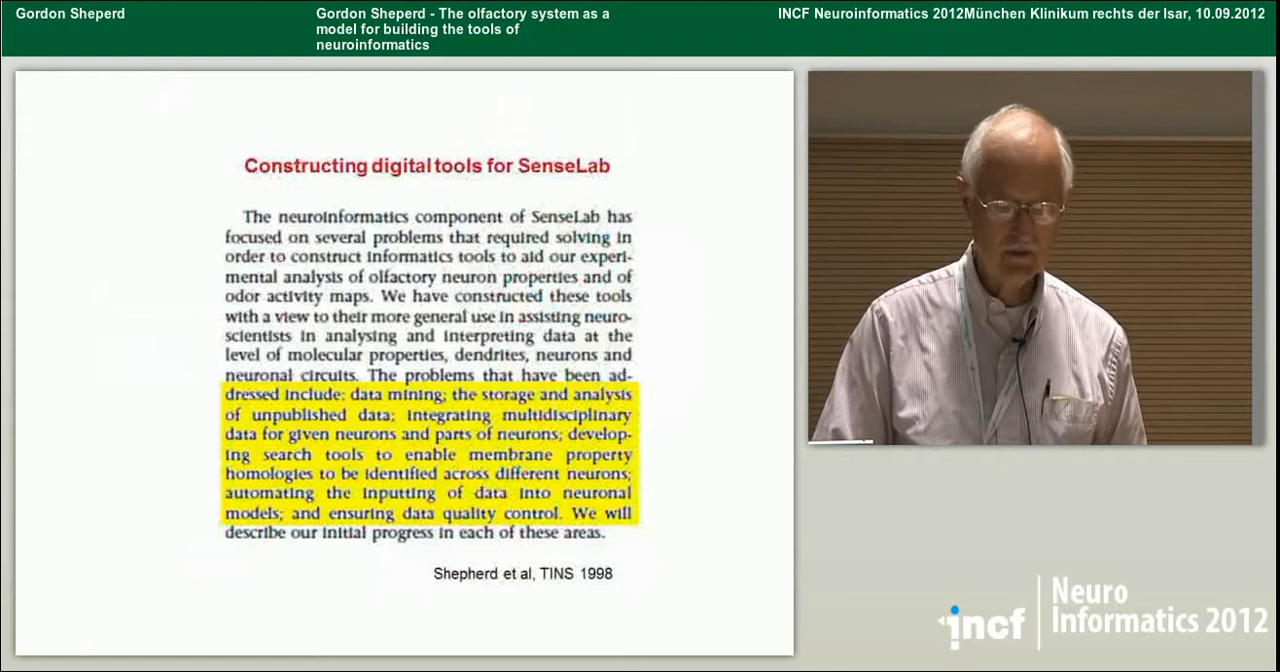 Gordon Sheperd
Gordon Sheperd - The olfactory system as a
model for building the tools of
neuroinformatics
INCF Neuroinformatics 2012München Klinikum rechts der Isar, 10.09.2012
Constructing digital tools for SenseLab
The neuroinformatics component of SenseLab has
focused on several problems that required solving in
order to construct informatics tools to aid our experi-
mental analysis of olfactory neuron properties and of
odor activity maps. We have constructed these tools
with a view to their more general use in assisting neuro-
scientists in analysing and interpreting data at the
level of molecular properties, dendrites, neurons and
neuronal circuits. The problems that have been ad-
dressed include: data mining; the storage and analysis
of unpublished data; integrating multidisciplinary
data for given neurons and parts of neurons; develop-
ing search tools to enable membrane property
homologies to be identified across different neurons;
automating the inputting of data into neuronal
models; and ensuring data quality control. We will
describe our initial progress in each of these areas.
Shepherd et al, TINS 1998
incf
Neuro
Informatics 2012